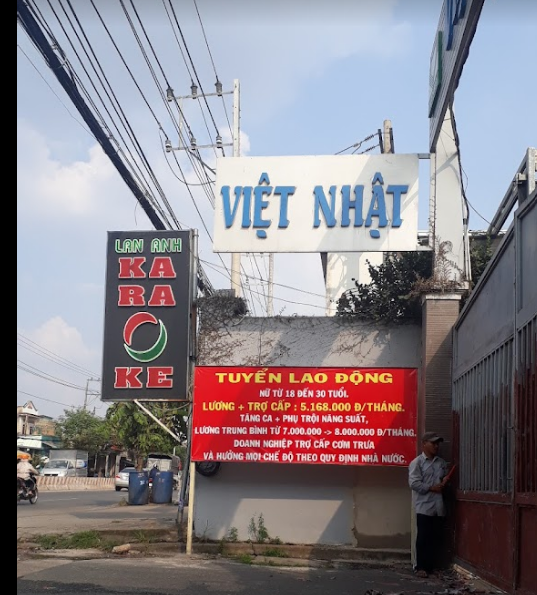 VIỆT NHẬT
LAN ANH
KA
RA
O
KE
TUYỂN LAO ĐỘNG
NỮ TỪ 18 ĐẾN 30 TUỔI.
LƯƠNG + TRỢ CẤP : 5.168.000 Đ/THÁNG.
TĂNG CA + PHỤ TRỘI NĂNG SUẤT,
LƯƠNG TRUNG BÌNH TỪ 7.000.000 -> 8.000.000 Đ/THÁNG.
DOANH NGHIỆP TRỢ CẤP CƠM TRƯA
VÀ HƯỞNG MỌI CHẾ ĐỘ THEO QUY ĐỊNH NHÀ NƯỚC.